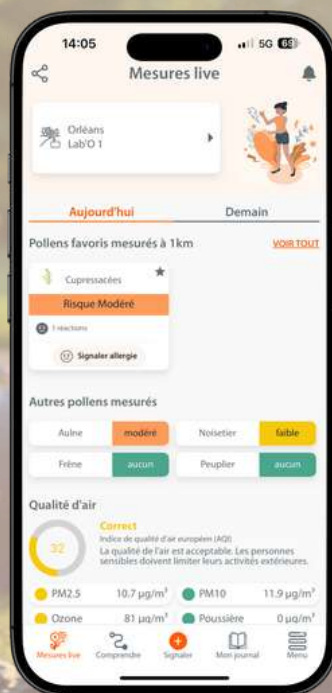 14:05
5G 69
Mesures live
Orléans
Lab'O 1
Aujourd'hui
Demain
Pollens favoris mesurés à 1km
VOIR TOUT
Cupressacées
Risque Modéré
1 réactions
Signaler allergie
Autres pollens mesurés
Aulne
modéré
Noisetier
faible
Frêne
aucun
Peuplier
aucun
Qualité d'air
32
Correct
Indice de qualité d'air européen (AQI)
La qualité de l'air est acceptable. Les personnes
sensibles doivent limiter leurs activités extérieures.
PM2.5
10.7 µg/m³
PM10
11.9 µg/m³
Ozone
81 µg/m³
Poussière
0 µg/m³
Mesures live
Comprendre
Signaler
Mon journal
Menu